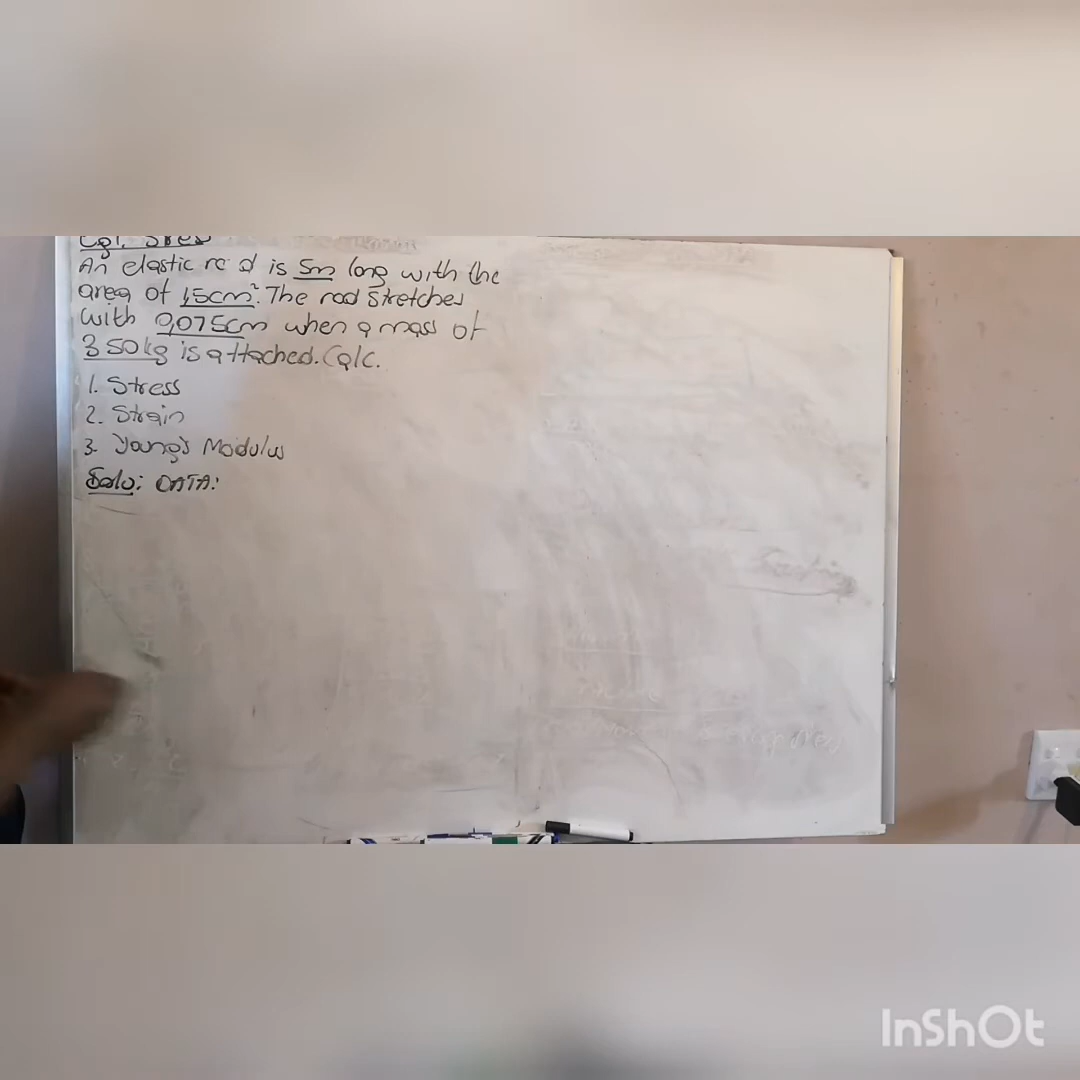 An elastic rod is 5m long with the
area of 1,5cm². The rod stretches
with 0,075cm when a mass of
350kg is attached. Calc.
1. Stress
2. Strain
3. Young's Modulus
Solu: DATA:
InShOt